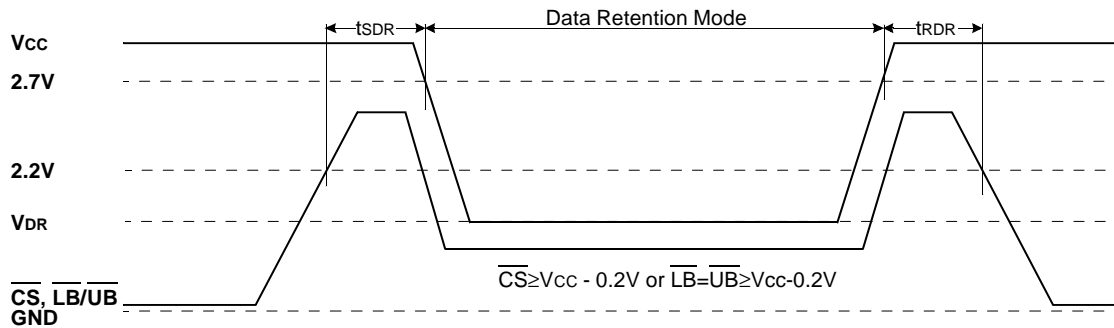 tSDR Data Retention Mode tRDR
VCC
2.7V
2.2V
VDR
CS≥VCC - 0.2V or LB=UB≥Vcc-0.2V
CS, LB/UB
GND